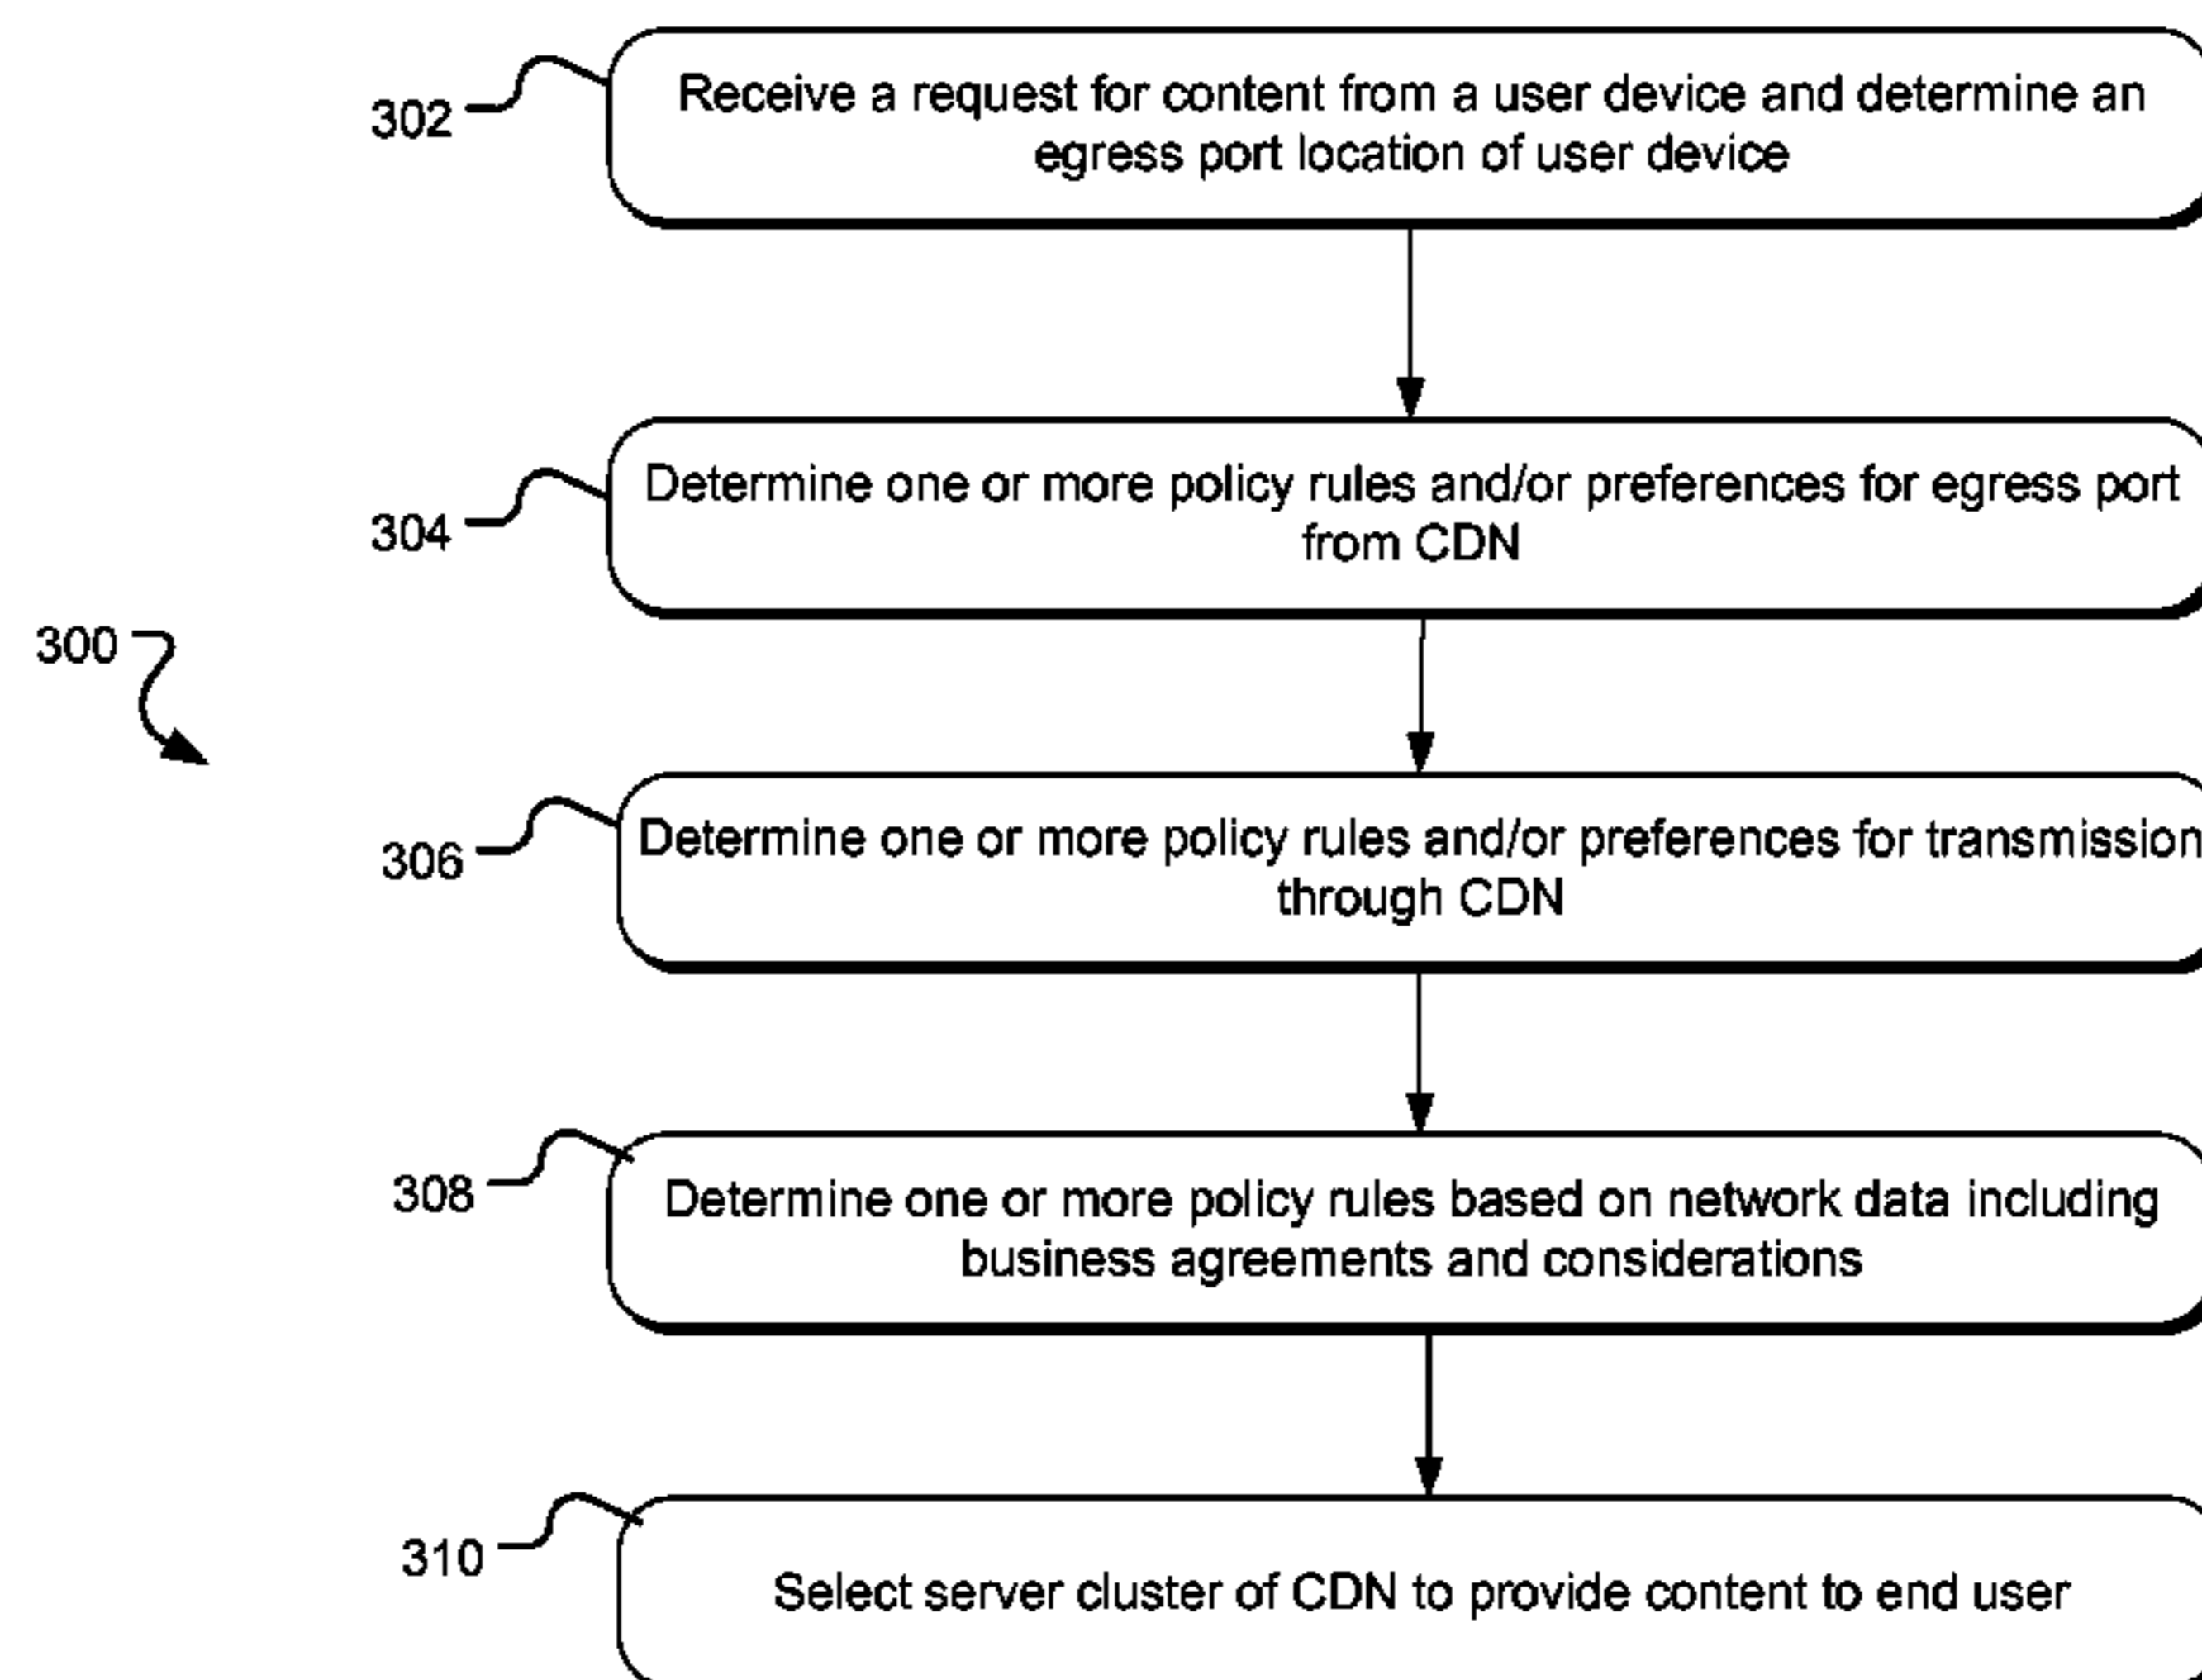 302
Receive a request for content from a user device and determine an
egress port location of user device
304
Determine one or more policy rules and/or preferences for egress port
from CDN
300
306
Determine one or more policy rules and/or preferences for transmission
through CDN
308
Determine one or more policy rules based on network data including
business agreements and considerations
310
Select server cluster of CDN to provide content to end user